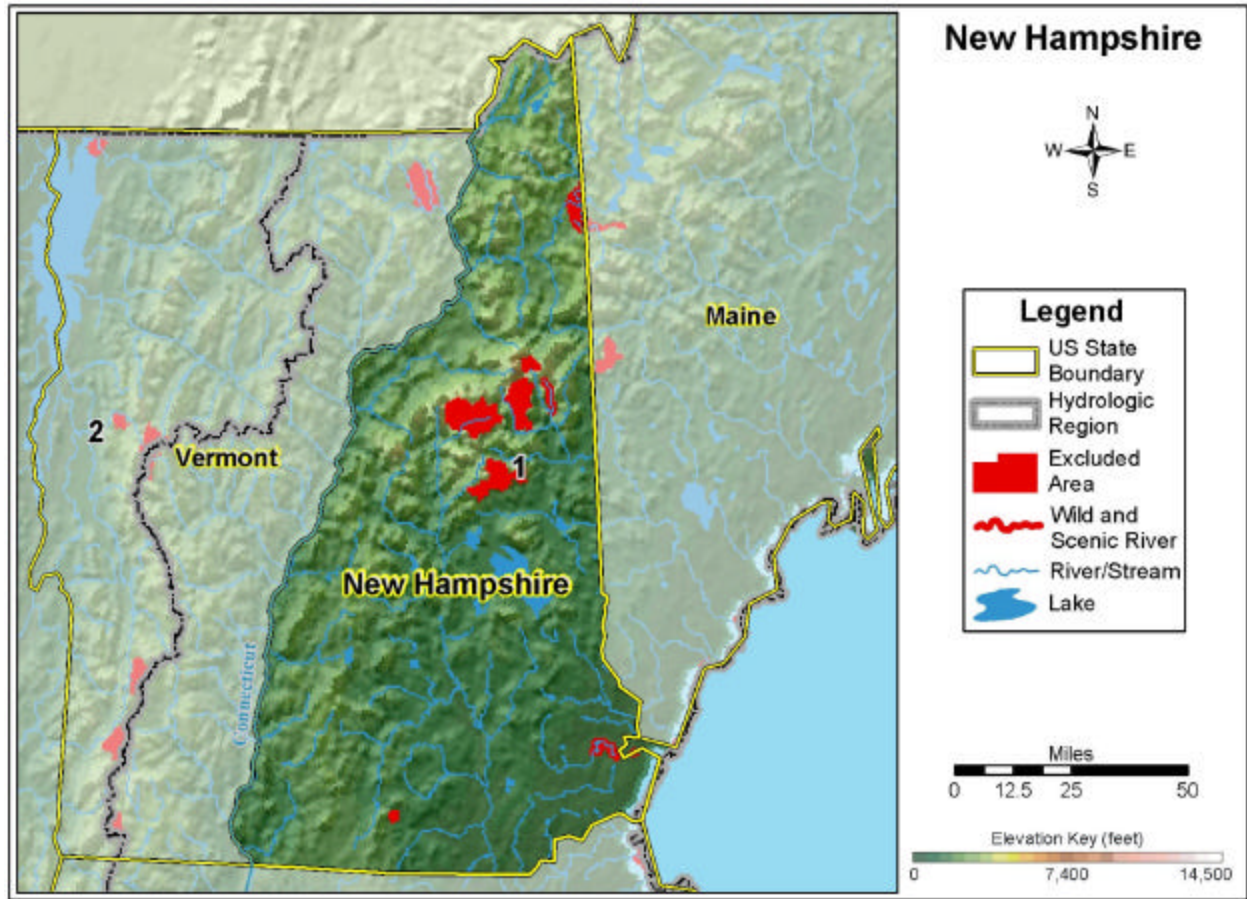 New Hampshire
N
W E
S
Maine
2
Vermont
1
New Hampshire
Connecticut
Legend
US State
Boundary
Hydrologic
Region
Excluded
Area
Wild and
Scenic River
River/Stream
Lake
Miles
0 12.5 25 50
Elevation Key (feet)
0 7,400 14,500